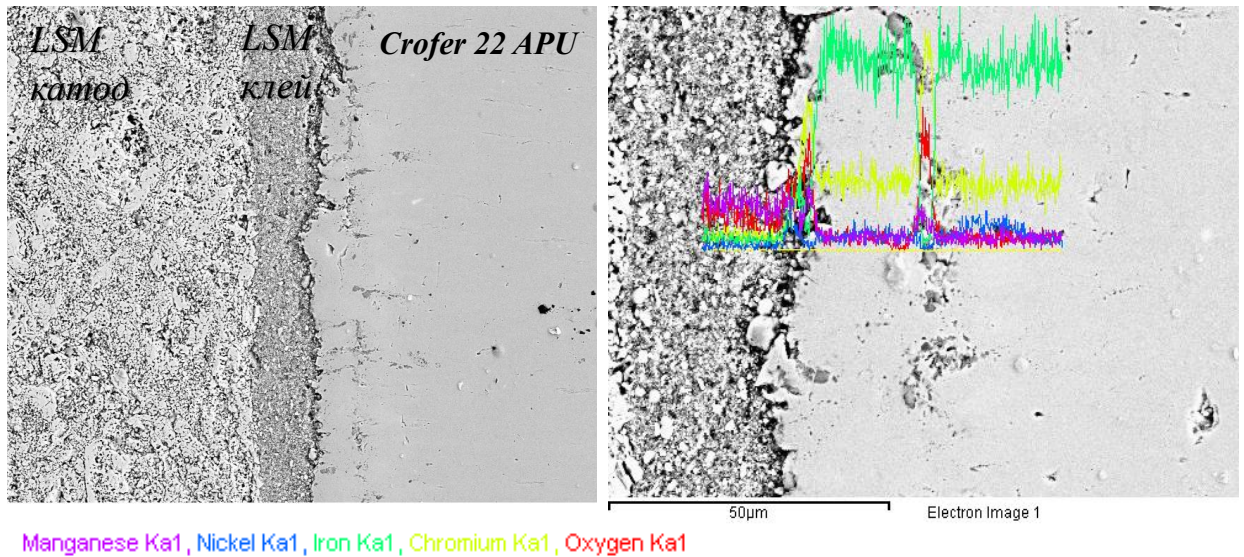 LSM катод
LSM клей
Crofer 22 APU
50µm
Electron Image 1
Manganese Ka1, Nickel Ka1, Iron Ka1, Chromium Ka1, Oxygen Ka1